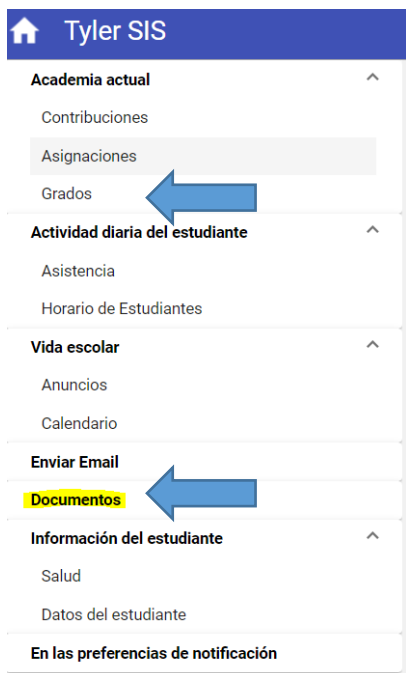 Tyler SIS
Academia actual
Contribuciones
Asignaciones
Grados
Actividad diaria del estudiante
Asistencia
Horario de Estudiantes
Vida escolar
Anuncios
Calendario
Enviar Email
Documentos
Información del estudiante
Salud
Datos del estudiante
En las preferencias de notificación